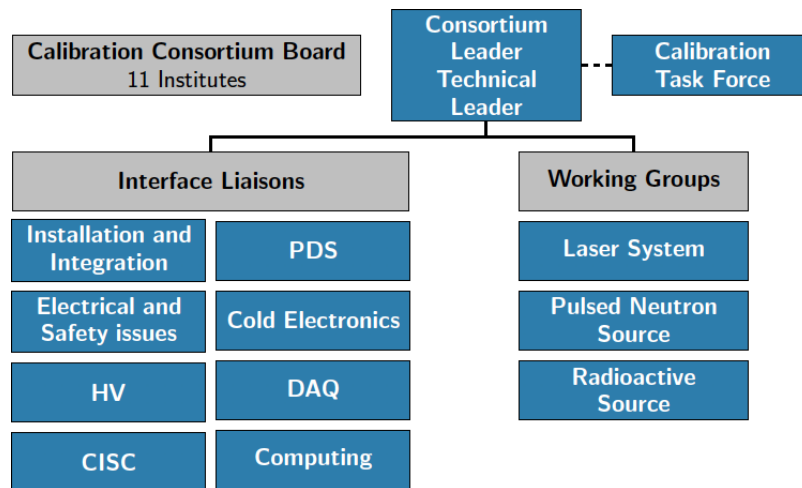 Calibration Consortium Board
11 Institutes
Consortium
Leader
Technical
Leader
Calibration
Task Force
Interface Liaisons
Working Groups
Installation and
Integration
PDS
Laser System
Electrical and
Safety issues
Cold Electronics
Pulsed Neutron
Source
HV
DAQ
Radioactive
Source
CISC
Computing